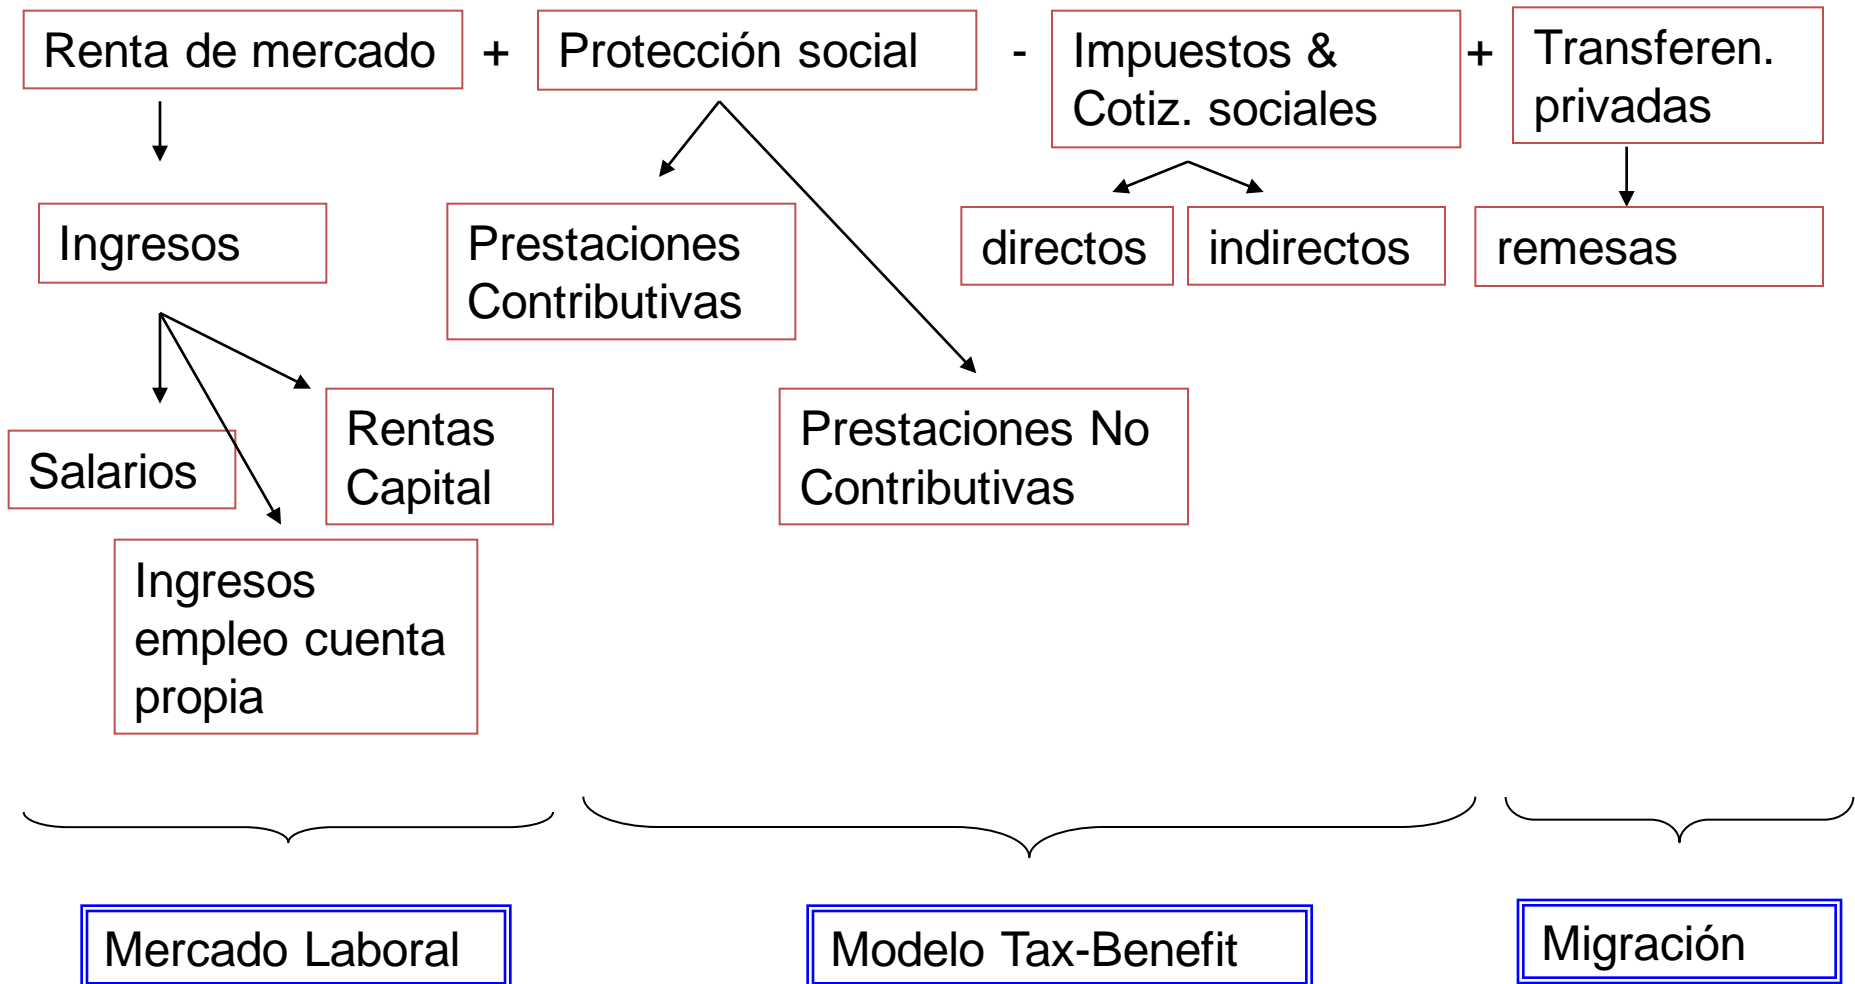 Renta de mercado + Protección social - Impuestos &
Cotiz. sociales + Transferen.
privadas
Ingresos
Prestaciones
Contributivas
directos
indirectos
remesas
Salarios
Rentas
Capital
Prestaciones No
Contributivas
Ingresos
empleo cuenta
propia
Mercado Laboral
Modelo Tax-Benefit
Migración